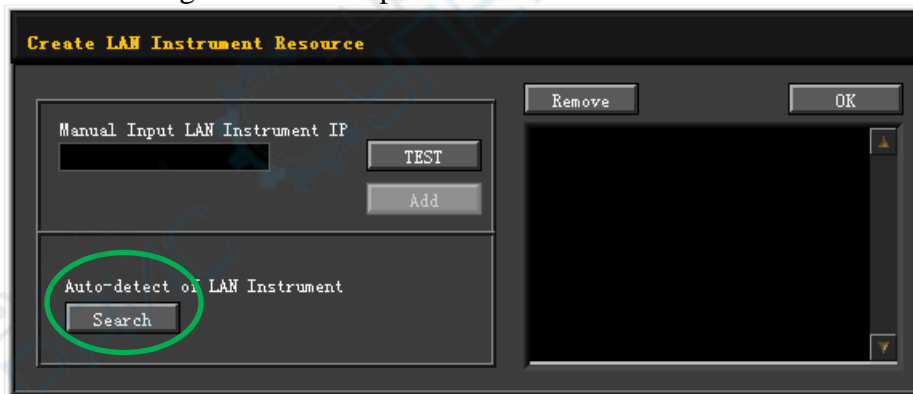 Create LAN Instrument Resource
Remove
OK
Manual Input LAN Instrument IP
TEST
Add
Auto-detect of LAN Instrument
Search